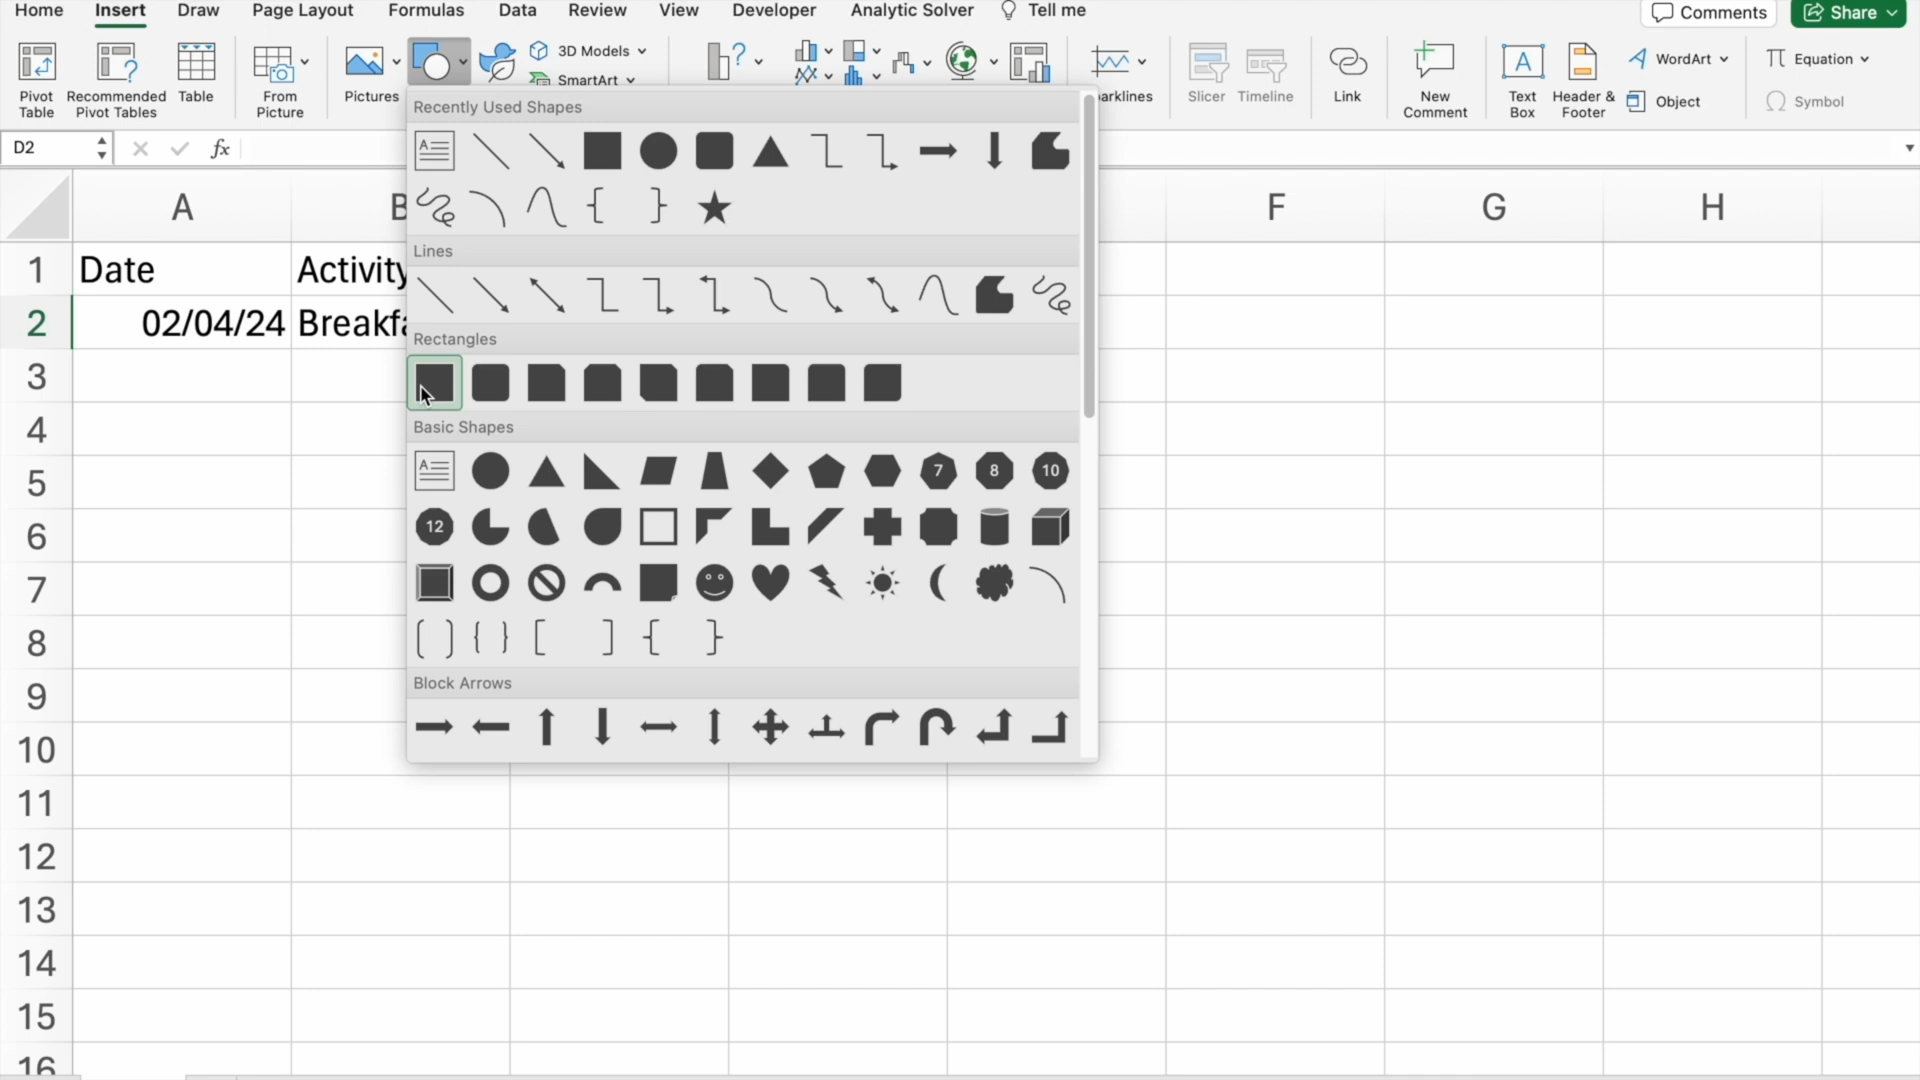 Home Insert Draw Page Layout Formulas Data Review View Developer Analytic Solver Tell me Comments Share
3D Models
SmartArt
WordArt Equation
Object Symbol
Pivot Table
Recommended Pivot Tables
Table
From Picture
Pictures
Slicer Timeline Link
New Comment
Text Box
Header & Footer
D2 fx
Recently Used Shapes
Lines
Rectangles
Basic Shapes
7 8 10
12
Block Arrows
A F G H
1 Date Activity
2 02/04/24
3
4
5
6
7
8
9
10
11
12
13
14
15
16